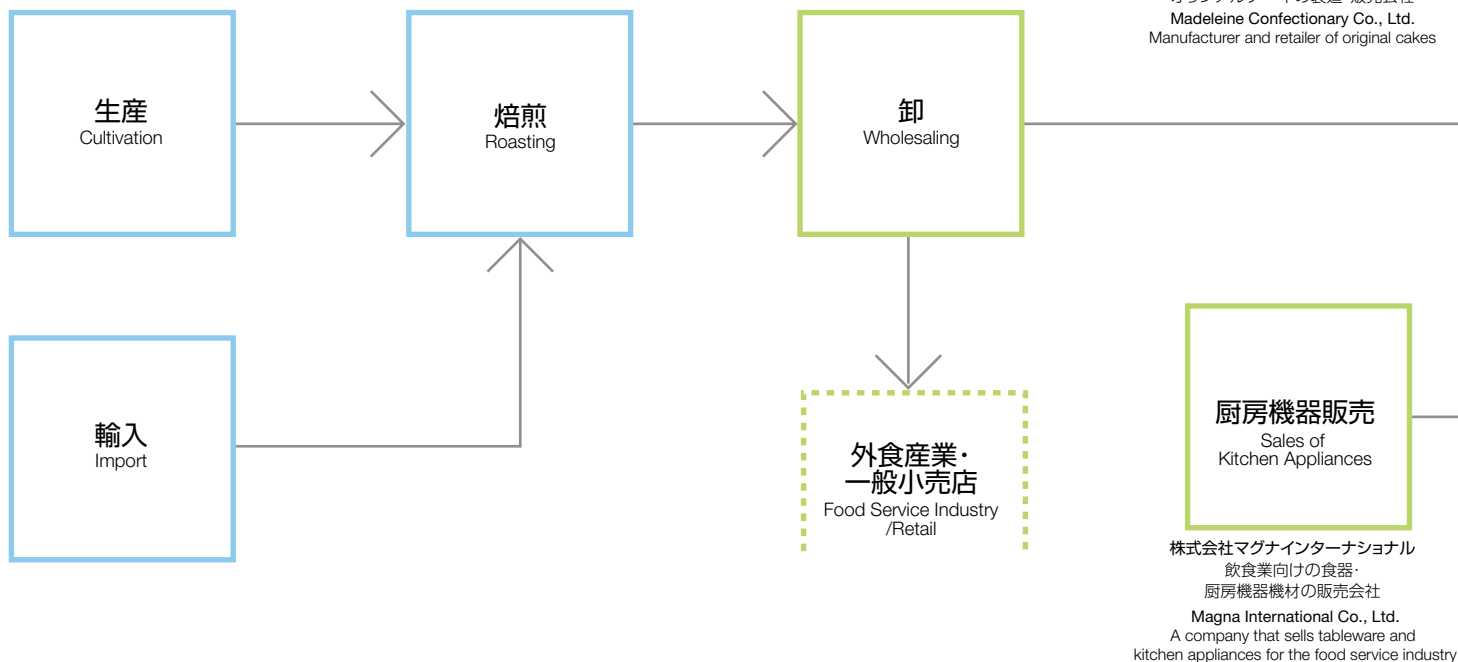 Madeleine Confectionary Co., Ltd.
Manufacturer and retailer of original cakes
生産
Cultivation
焙煎
Roasting
卸
Wholesaling
輸入
Import
外食産業・
一般小売店
Food Service Industry
/Retail
厨房機器販売
Sales of
Kitchen Appliances
株式会社マグナインターナショナル
飲食業向けの食器・
厨房機器機材の販売会社
Magna International Co., Ltd.
A company that sells tableware and
kitchen appliances for the food service industry